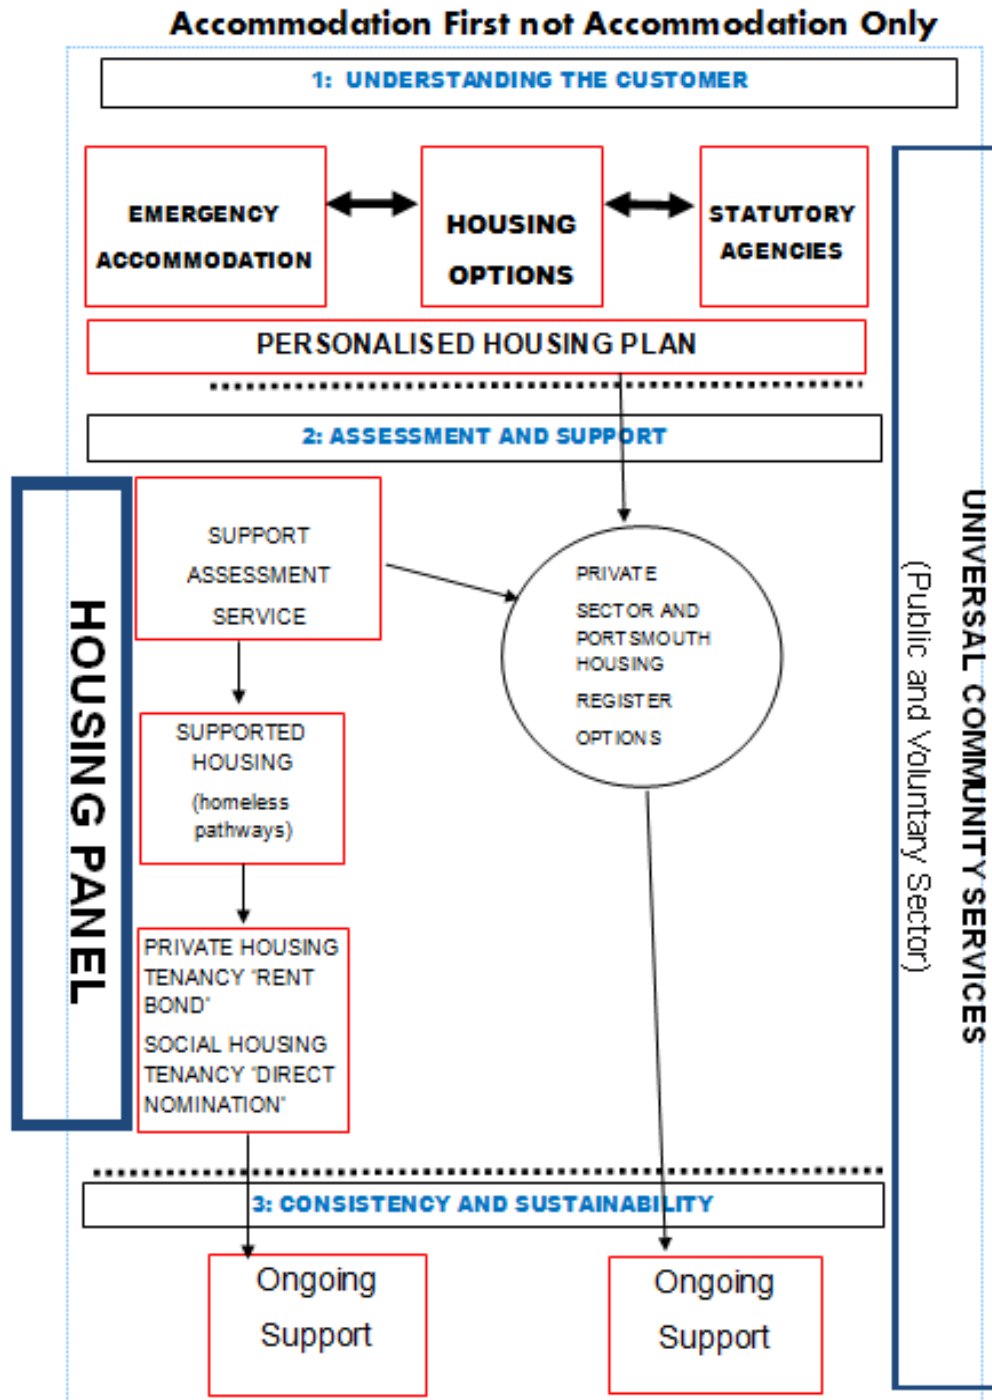 Accommodation First not Accommodation Only
1: UNDERSTANDING THE CUSTOMER
EMERGENCY
ACCOMMODATION
HOUSING
OPTIONS
STATUTORY
AGENCIES
PERSONALISED HOUSING PLAN
2: ASSESSMENT AND SUPPORT
HOUSING PANEL
SUPPORT
ASSESSMENT
SERVICE
PRIVATE
SECTOR AND
PORTSMOUTH
HOUSING
REGISTER
OPTIONS
SUPPORTED
HOUSING
(homeless
pathways)
PRIVATE HOUSING
TENANCY "RENT
BOND"
SOCIAL HOUSING
TENANCY "DIRECT
NOMINATION"
UNIVERSAL COMMUNITY SERVICES
(Public and Voluntary Sector)
3: CONSISTENCY AND SUSTAINABILITY
Ongoing
Support
Ongoing
Support